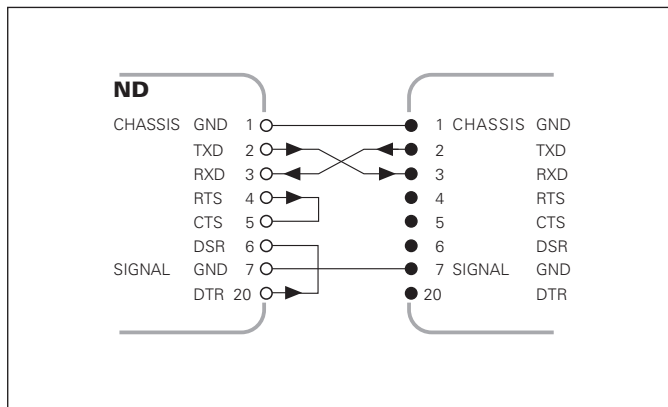 ND
CHASSIS GND 1 1 CHASSIS GND
TXD 2 2 TXD
RXD 3 3 RXD
RTS 4 4 RTS
CTS 5 5 CTS
DSR 6 6 DSR
SIGNAL GND 7 7 SIGNAL GND
DTR 20 20 DTR